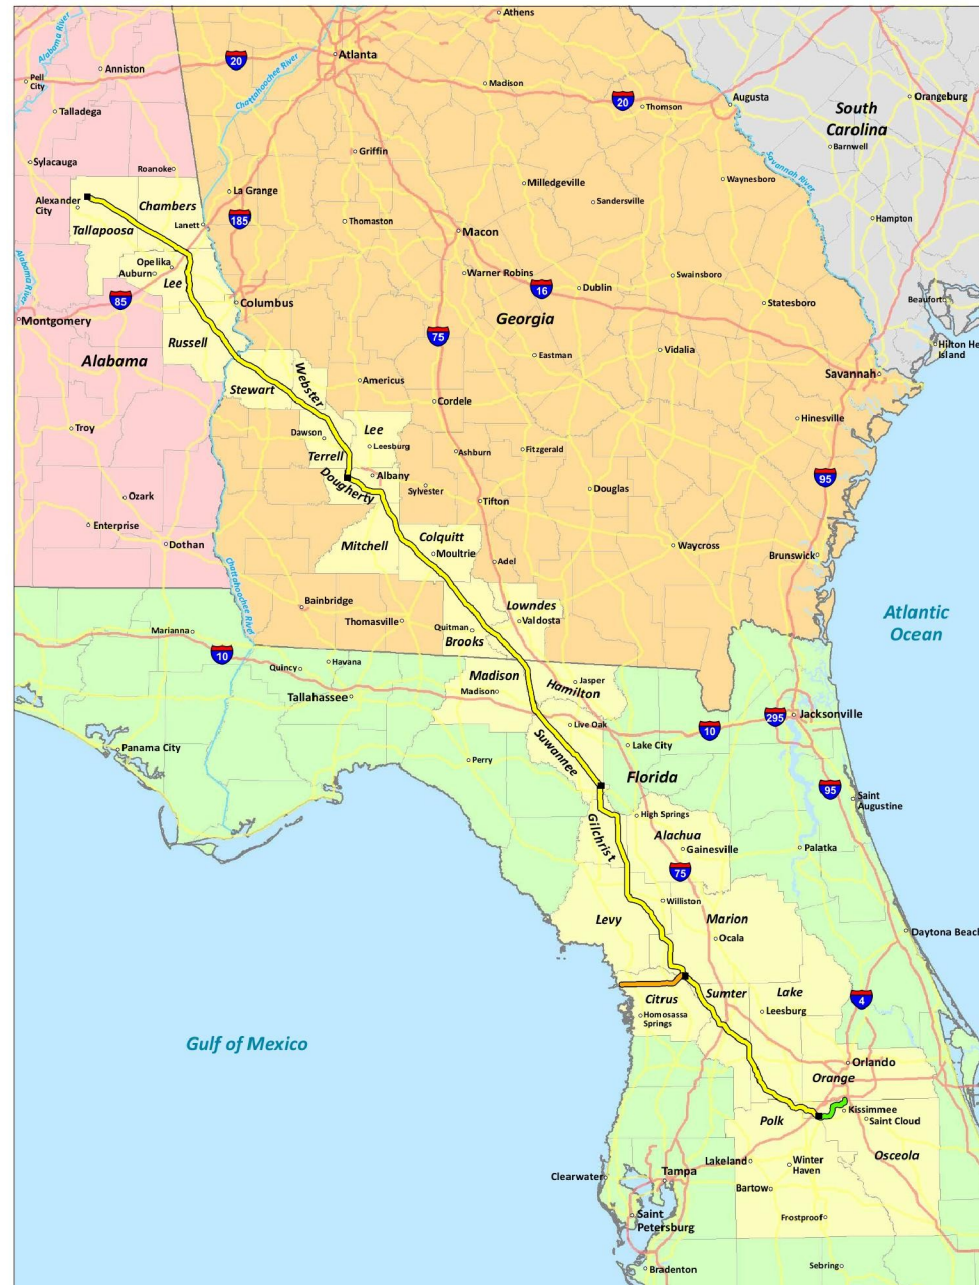 Athens
Alabama River
Atlanta
20
Anniston
Pell
City
Chattahoochee River
Madison
20
Thomson
Augusta
Orangeburg
South
Carolina
Talladega
Barnwell
Griffin
Savannah River
Sylacauga
Roanoke
Milledgeville
Waynesboro
La Grange
Sandersville
Alexander
City
Chambers
Tallapoosa
Lanett
185
Thomaston
Macon
Hampton
Opelika
Auburn
Lee
Alabama River
Warner Robins
Dublin
Swainsboro
16
85
Columbus
Statesboro
Beaufort
Montgomery
Georgia
75
Russell
Hilton He
Island
Alabama
Eastman
Vidalia
Savannah
Stewart
Webster
Americus
Cordele
Hinesville
Troy
Dawson
Lee
Leesburg
Terrell
Ashburn
Fitzgerald
95
Albany
Dougherty
Sylvester
Tifton
Douglas
Ozark
Enterprise
Dothan
Mitchell
Colquitt
Moultrie
Adel
Waycross
Brunswick
Chattahoochee River
Bainbridge
Thomasville
Lowndes
Valdosta
Quitman
Brooks
Atlantic
Ocean
Marianna
10
Quincy
Havana
Tallahassee
Madison
Madison
Jasper
Hamilton
Live Oak
10
295
Jacksonville
Panama City
Perry
Suwannee
Lake City
Florida
95
Saint
Augustine
High Springs
Gilchrist
Alachua
Gainesville
Palatka
75
Williston
Levy
Marion
Ocala
Daytona Beach
Citrus
Sumter
Lake
4
Homosassa
Springs
Leesburg
Gulf of Mexico
Orlando
Orange
Kissimmee
Saint Cloud
Polk
Osceola
Lakeland
Winter
Haven
Clearwater
Tampa
Bartow
Saint
Petersburg
Frostproof
Bradenton
Sebring